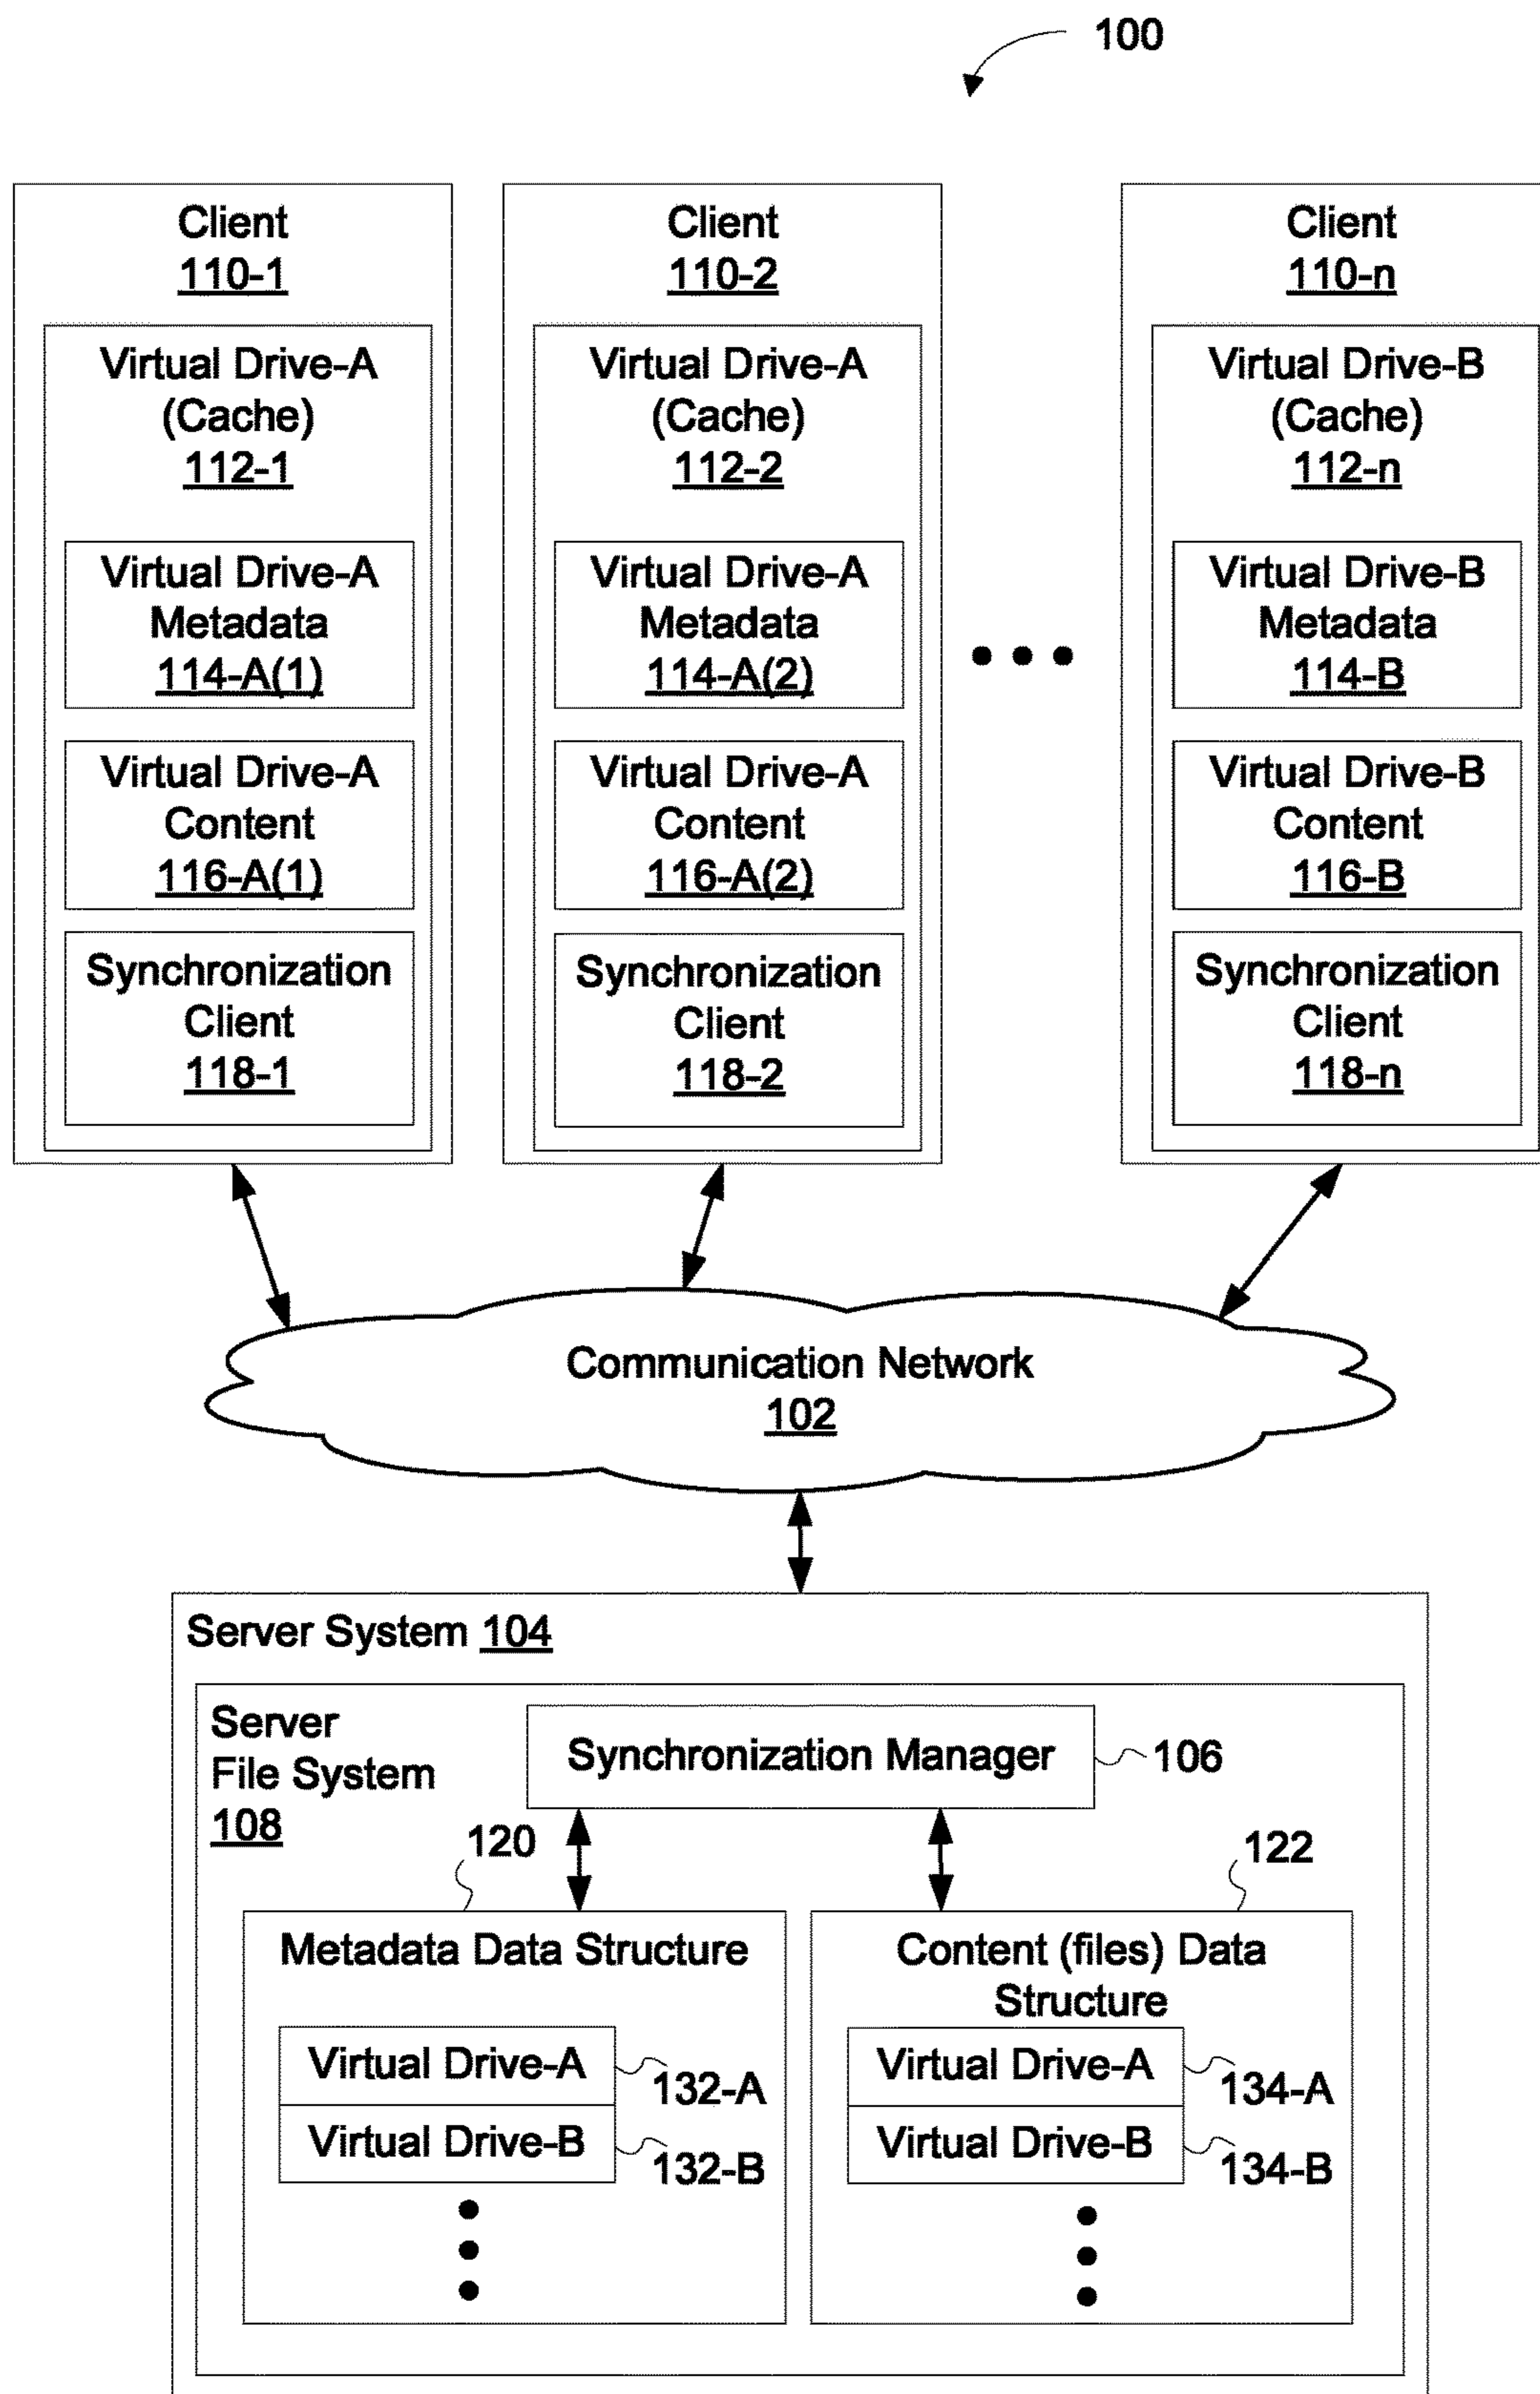 100
Client
110-1
Virtual Drive-A
(Cache)
112-1
Virtual Drive-A
Metadata
114-A(1)
Virtual Drive-A
Content
116-A(1)
Synchronization
Client
118-1
Client
110-2
Virtual Drive-A
(Cache)
112-2
Virtual Drive-A
Metadata
114-A(2)
Virtual Drive-A
Content
116-A(2)
Synchronization
Client
118-2
Client
110-n
Virtual Drive-B
(Cache)
112-n
Virtual Drive-B
Metadata
114-B
Virtual Drive-B
Content
116-B
Synchronization
Client
118-n
Communication Network
102
Server System 104
Server
File System
108
Synchronization Manager
106
120
Metadata Data Structure
Virtual Drive-A
132-A
Virtual Drive-B
132-B
122
Content (files) Data
Structure
Virtual Drive-A
134-A
Virtual Drive-B
134-B